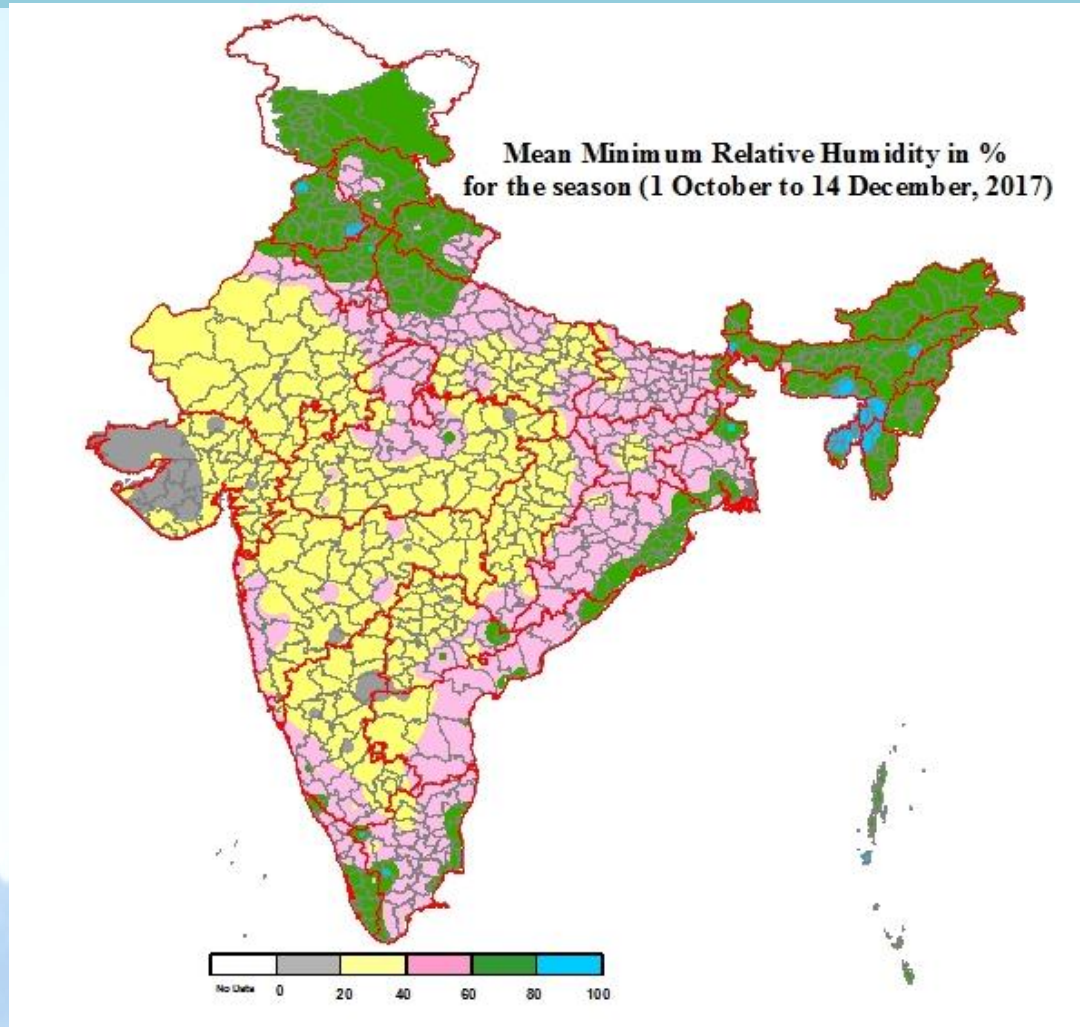 Mean Minimum Relative Humidity in %
for the season (1 October to 14 December, 2017)
No Data 0 20 40 60 80 100